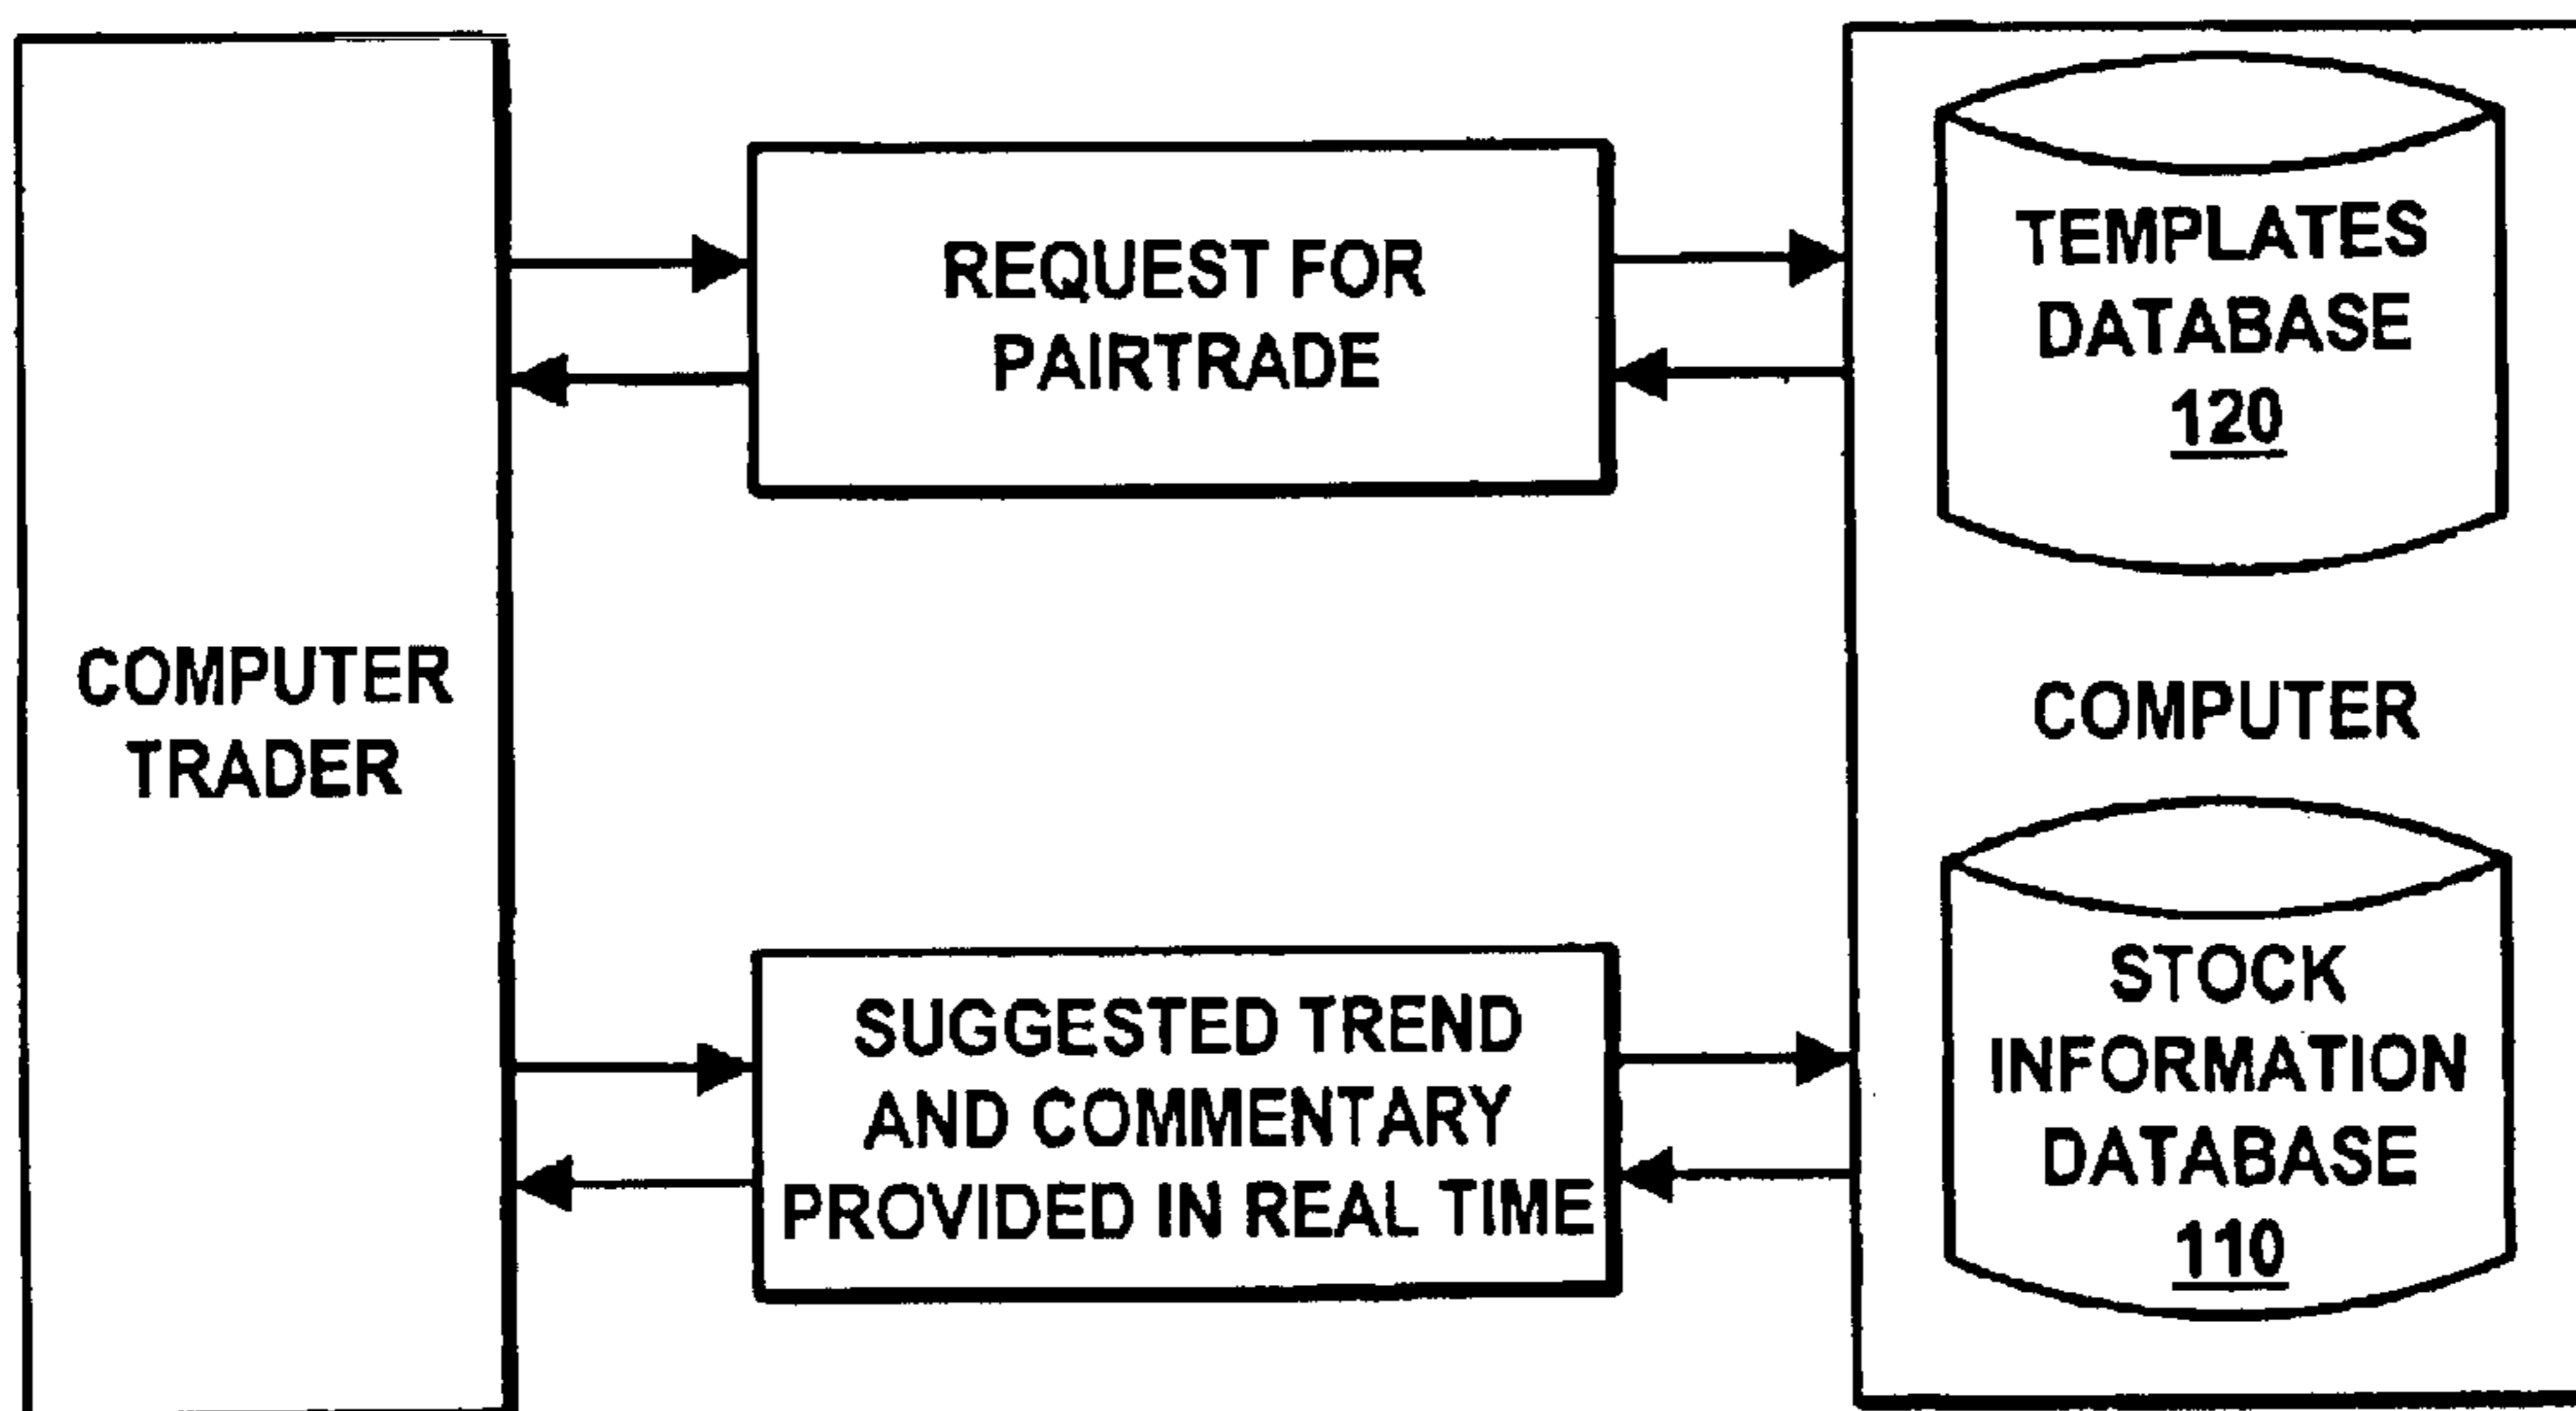 COMPUTER
TRADER
REQUEST FOR
PAIRTRADE
SUGGESTED TREND
AND COMMENTARY
PROVIDED IN REAL TIME
TEMPLATES
DATABASE
120
COMPUTER
STOCK
INFORMATION
DATABASE
110